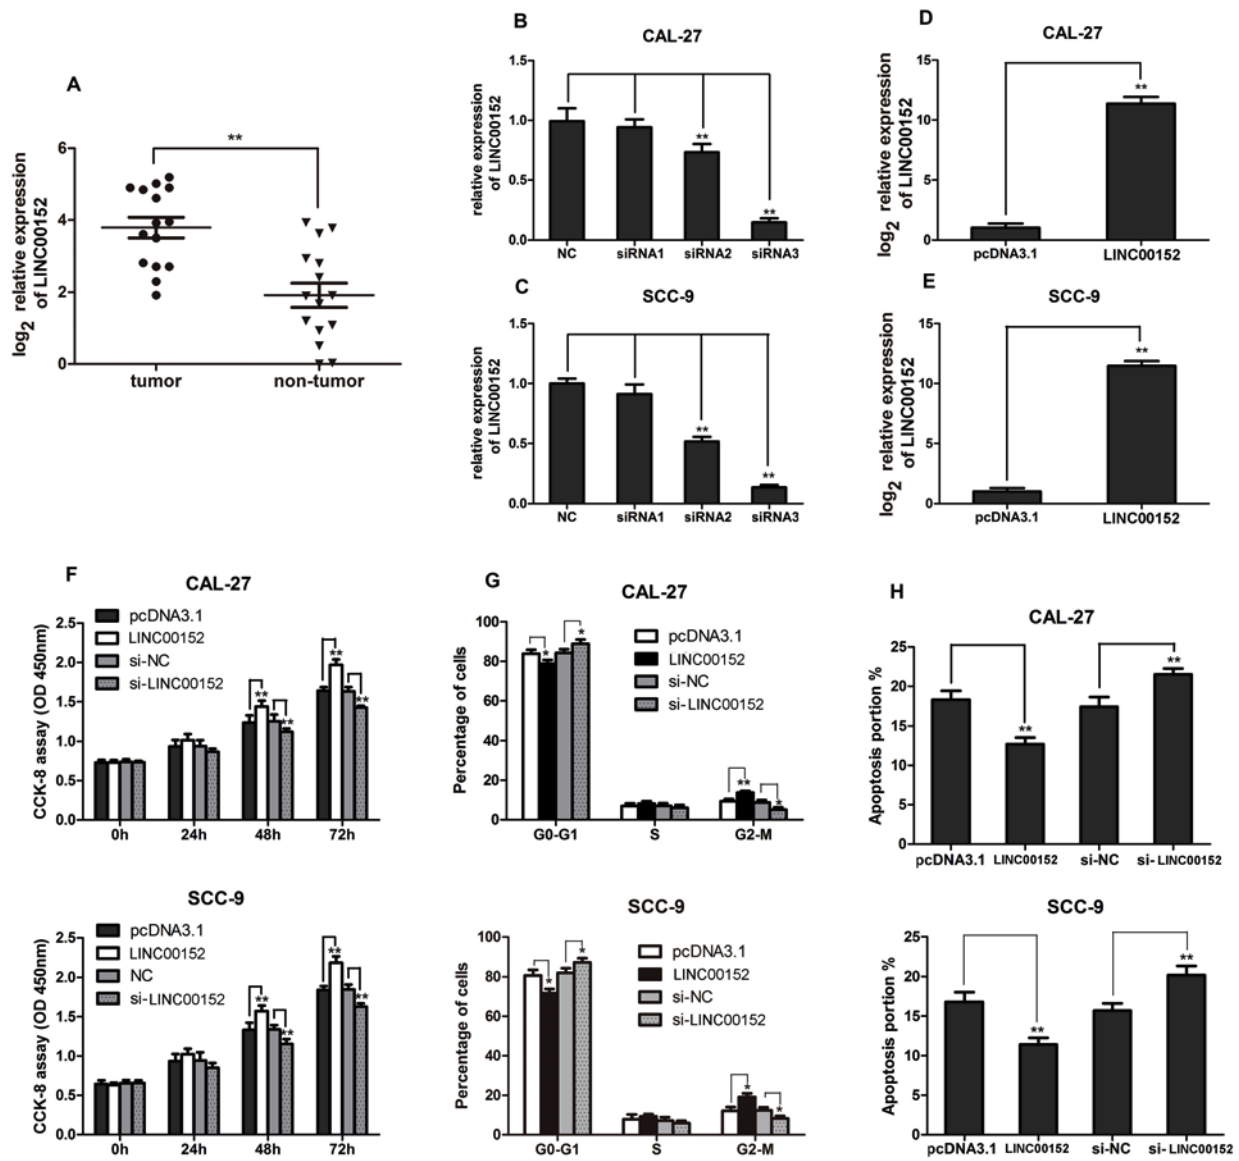 A
**
log2 relative expression
of LINC00152
6
4
2
0
tumor
non-tumor
B
CAL-27
relative expression
of LINC00152
1.5
1.0
0.5
0.0
**
**
NC
siRNA1
siRNA2
siRNA3
C
SCC-9
relative expression
of LINC00152
1.5
1.0
0.5
0.0
**
**
NC
siRNA1
siRNA2
siRNA3
D
CAL-27
log2 relative expression
of LINC00152
15
10
5
0
**
pcDNA3.1
LINC00152
E
SCC-9
log2 relative expression
of LINC00152
15
10
5
0
**
pcDNA3.1
LINC00152
F
CAL-27
pcDNA3.1
LINC00152
si-NC
si-LINC00152
CCK-8 assay (OD 450nm)
2.5
2.0
1.5
1.0
0.5
0.0
**
**
**
**
0h
24h
48h
72h
SCC-9
pcDNA3.1
LINC00152
NC
si-LINC00152
CCK-8 assay (OD 450nm)
2.5
2.0
1.5
1.0
0.5
0.0
**
**
**
**
0h
24h
48h
72h
G
CAL-27
pcDNA3.1
LINC00152
si-NC
si-LINC00152
Percentage of cells
100
80
60
40
20
0
*
*
**
*
G0-G1
S
G2-M
SCC-9
pcDNA3.1
LINC00152
si-NC
si-LINC00152
Percentage of cells
100
80
60
40
20
0
*
*
*
*
G0-G1
S
G2-M
H
CAL-27
Apoptosis portion %
25
20
15
10
5
0
**
**
pcDNA3.1
LINC00152
si-NC
si- LINC00152
SCC-9
Apoptosis portion %
25
20
15
10
5
0
**
**
pcDNA3.1
LINC00152
si-NC
si- LINC00152